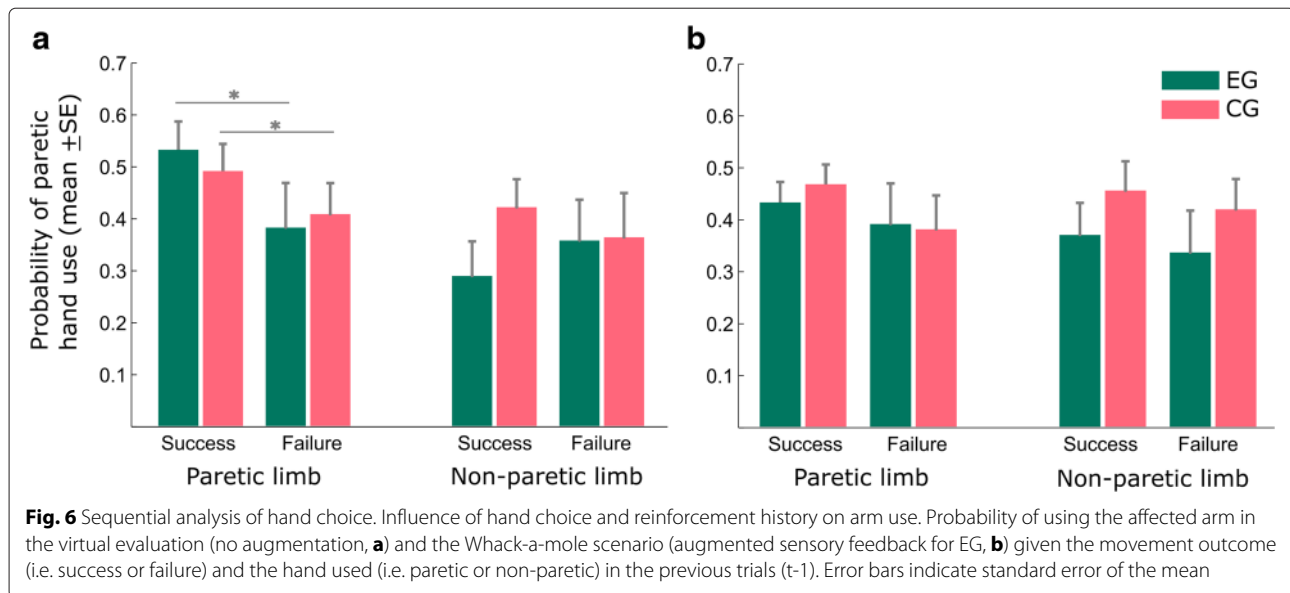 a
Probability of paretic
hand use (mean ±SE)
0.7
0.6
0.5
0.4
0.3
0.2
0.1
*
*
Success Failure Success Failure
Paretic limb Non-paretic limb
b
EG
CG
0.7
0.6
0.5
0.4
0.3
0.2
0.1
Success Failure Success Failure
Paretic limb Non-paretic limb
Fig. 6 Sequential analysis of hand choice. Influence of hand choice and reinforcement history on arm use. Probability of using the affected arm in
the virtual evaluation (no augmentation, a) and the Whack-a-mole scenario (augmented sensory feedback for EG, b) given the movement outcome
(i.e. success or failure) and the hand used (i.e. paretic or non-paretic) in the previous trials (t-1). Error bars indicate standard error of the mean